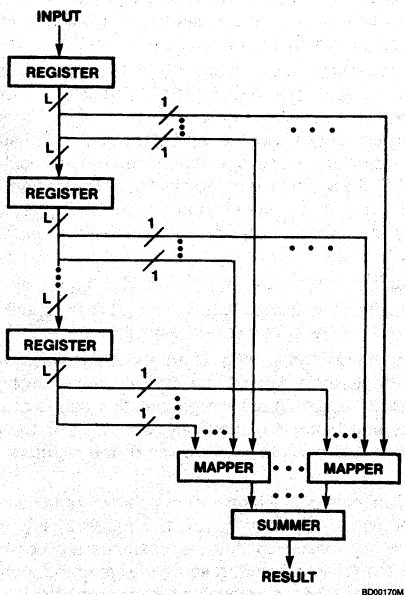 INPUT
REGISTER
L
1
L
1
REGISTER
L
1
1
L
REGISTER
L
1
1
MAPPER
MAPPER
SUMMER
RESULT
BD00170M